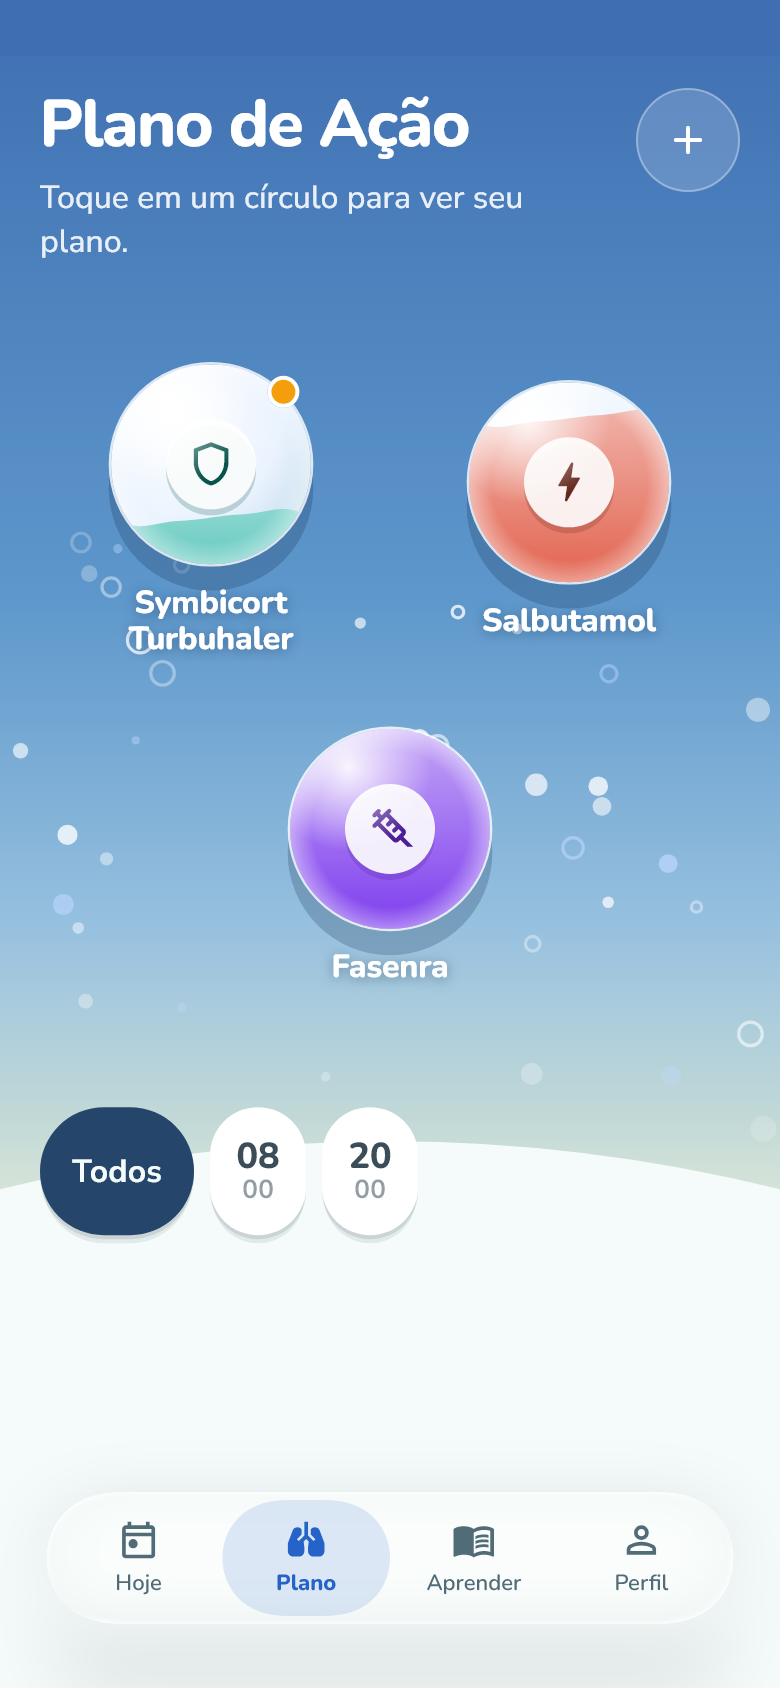 Plano de Ação
Toque em um círculo para ver seu
plano.
Symbicort
Turbuhaler
Salbutamol
Fasenra
Todos
08
00
20
00
Hoje
Plano
Aprender
Perfil